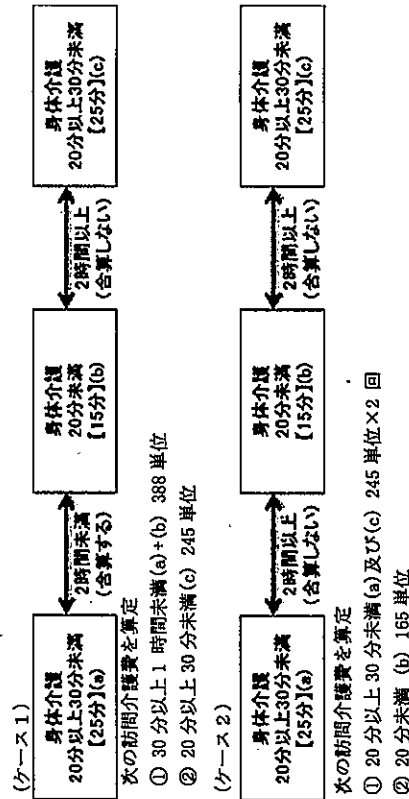 (ケース1)
身体介護
20分以上30分未満
【25分】(a)
2時間未満
(合算する)
身体介護
20分未満
【15分】(b)
2時間以上
(合算しない)
身体介護
20分以上30分未満
【25分】(c)
次の訪問介護費を算定
① 30分以上1時間未満(a)+(b) 388単位
② 20分以上30分未満(c) 245単位
(ケース2)
身体介護
20分以上30分未満
【25分】(a)
2時間以上
(合算しない)
身体介護
20分未満
【15分】(b)
2時間以上
(合算しない)
身体介護
20分以上30分未満
【25分】(c)
次の訪問介護費を算定
① 20分以上30分未満(a)及び(c) 245単位×2回
② 20分未満 (b) 165単位